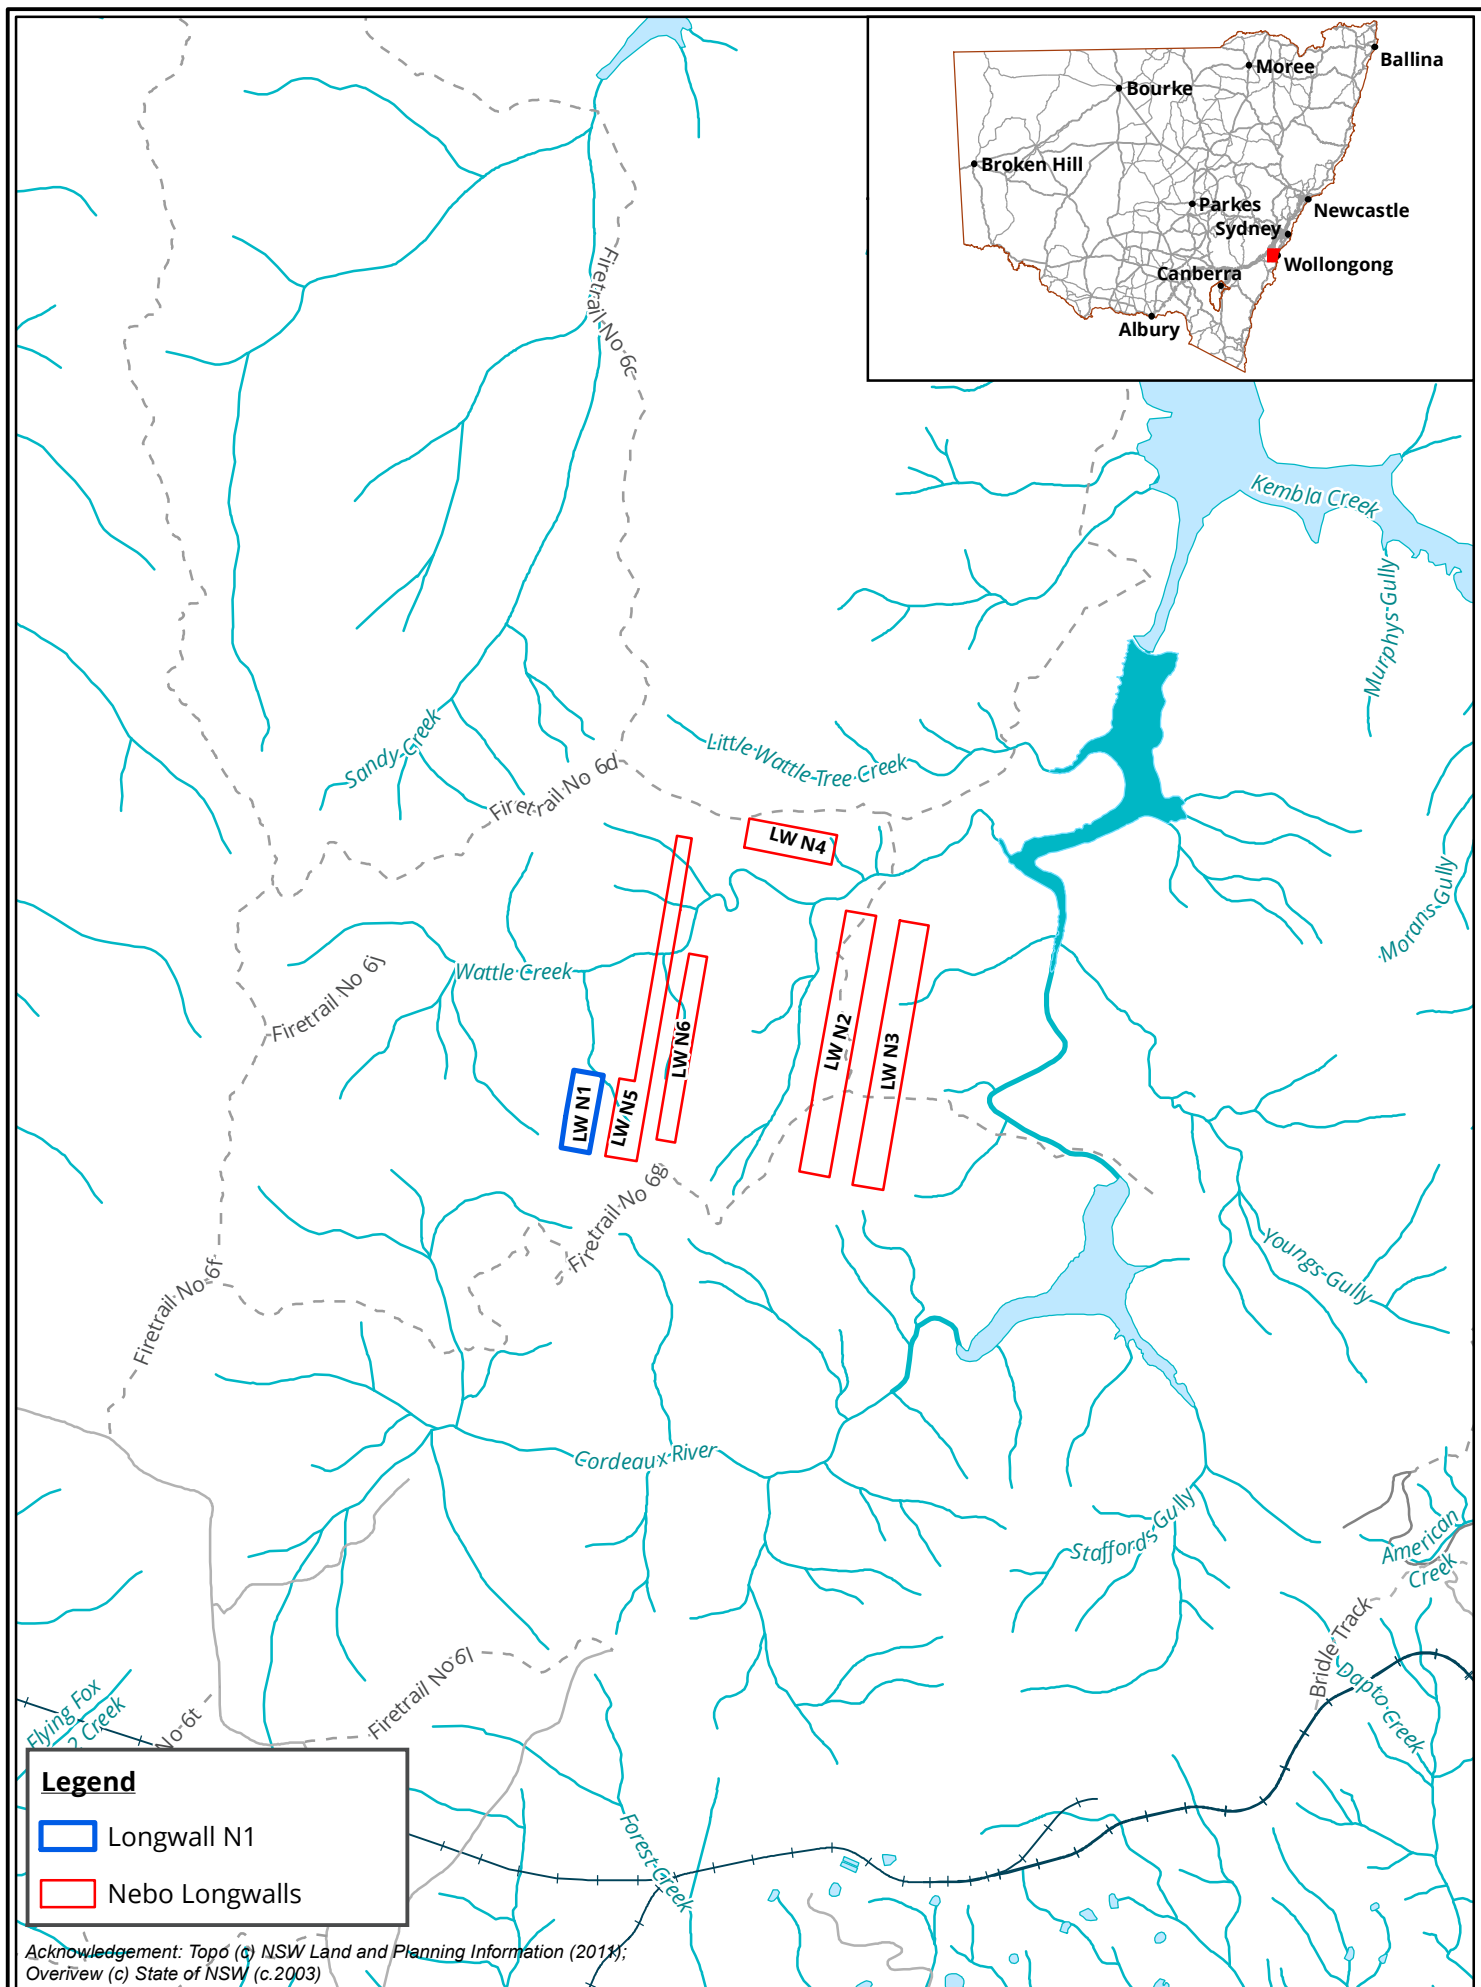 Ballina
Moree
Bourke
Broken Hill
Parkes
Newcastle
Sydney
Wollongong
Canberra
Albury
Firetrail No 6c
Kembla Creek
Murphys Gully
Sandy Creek
Little Wattle Tree Creek
Firetrail No 6d
LW N4
Morans Gully
Firetrail No 6j
Wattle Creek
LW N6
LW N2
LW N3
LW N1
LW N5
Firetrail No 6g
Firetrail No 6f
Youngs Gully
Cordeaux River
Staffords Gully
American
Creek
Bridle Track
Dapto Creek
Firetrail No 6l
Flying Fox
2 Creek
No 6t
Forest Creek
Legend
Longwall N1
Nebo Longwalls
Acknowledgement: Topo (c) NSW Land and Planning Information (2011);
Overivew (c) State of NSW (c.2003)